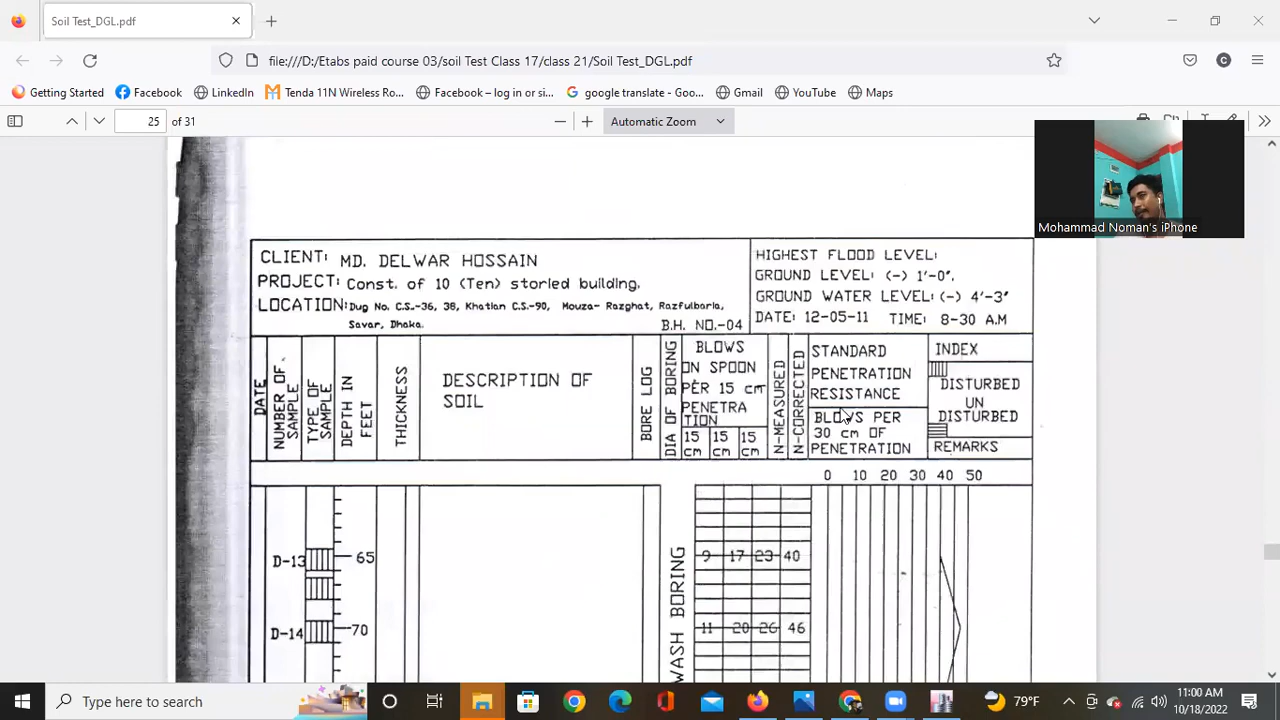 Soil Test_DGL.pdf
file:///D:/Etabs paid course 03/soil Test Class 17/class 21/Soil Test_DGL.pdf
Getting Started
Facebook
LinkedIn
Tenda 11N Wireless Ro...
Facebook – log in or si...
google translate - Goo...
Gmail
YouTube
Maps
25 of 31
Automatic Zoom
Mohammad Noman's iPhone
CLIENT: MD. DELWAR HOSSAIN
PROJECT: Const. of 10 (Ten) storied building.
LOCATION: Dug No. C.S.-36, 38, Khatian C.S.-90, Mouza- Razghat, Razfulbaria,
Savar, Dhaka.
B.H. NO.-04
HIGHEST FLOOD LEVEL:
GROUND LEVEL: (-) 1'-0",
GROUND WATER LEVEL: (-) 4'-3"
DATE: 12-05-11 TIME: 8-30 A.M
DATE
NUMBER OF
SAMPLE
TYPE OF
SAMPLE
DEPTH IN
FEET
THICKNESS
DESCRIPTION OF
SOIL
BORE LOG
DIA OF BORING
BLOWS
ON SPOON
PER 15 cm
PENETRA
TION
15 15 15
cm cm cm
N-MEASURED
N-CORRECTED
STANDARD
PENETRATION
RESISTANCE
BLOWS PER
30 cm OF
PENETRATION
INDEX
DISTURBED
UN
DISTURBED
REMARKS
0 10 20 30 40 50
D-13 65
9 17 23 40
D-14 70
11 20 26 46
WASH BORING
Type here to search
79°F
11:00 AM
10/18/2022